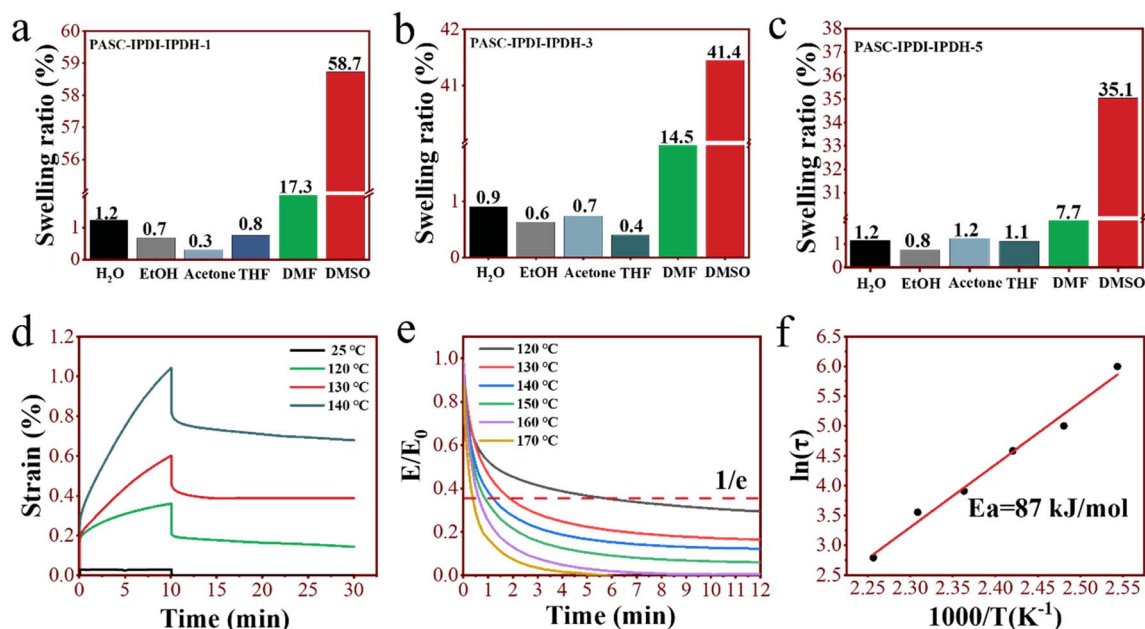 a
PASC-IPDI-IPDH-1
Swelling ratio (%)
60
59
58
57
56
1
0
1.2
0.7
0.3
0.8
17.3
58.7
H₂O EtOH Acetone THF DMF DMSO
b
PASC-IPDI-IPDH-3
Swelling ratio (%)
42
41
1
0
0.9
0.6
0.7
0.4
14.5
41.4
H₂O EtOH Acetone THF DMF DMSO
c
PASC-IPDI-IPDH-5
Swelling ratio (%)
38
37
36
35
34
33
31
1
0
1.2
0.8
1.2
1.1
7.7
35.1
H₂O EtOH Acetone THF DMF DMSO
d
Strain (%)
1.2
1.0
0.8
0.6
0.4
0.2
0.0
25 °C
120 °C
130 °C
140 °C
0 5 10 15 20 25 30
Time (min)
e
E/E₀
1.0
0.8
0.6
0.4
0.2
0.0
120 °C
130 °C
140 °C
150 °C
160 °C
170 °C
1/e
0 1 2 3 4 5 6 7 8 9 10 11 12
Time (min)
f
ln(τ)
6.5
6.0
5.5
5.0
4.5
4.0
3.5
3.0
2.5
Ea=87 kJ/mol
2.25 2.30 2.35 2.40 2.45 2.50 2.55
1000/T(K⁻¹)